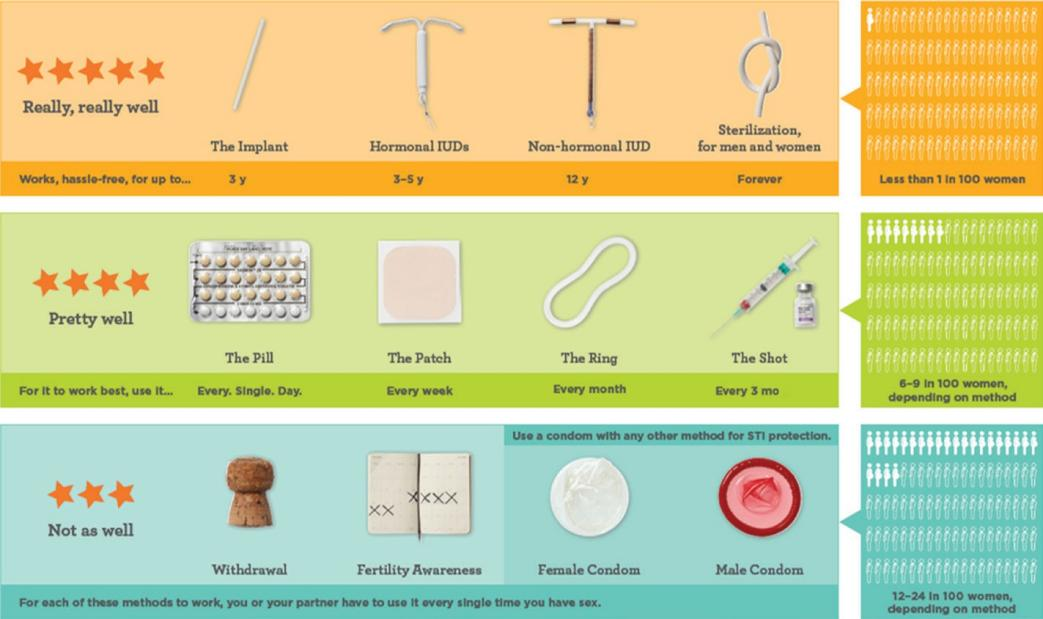 Really, really well
The Implant
Hormonal IUDs
Non-hormonal IUD
Sterilization,
for men and women
Works, hassle-free, for up to...
3 y
3–5 y
12 y
Forever
Less than 1 in 100 women
Pretty well
The Pill
The Patch
The Ring
The Shot
For it to work best, use it...
Every. Single. Day.
Every week
Every month
Every 3 mo
6–9 in 100 women,
depending on method
Use a condom with any other method for STI protection.
Not as well
Withdrawal
Fertility Awareness
Female Condom
Male Condom
For each of these methods to work, you or your partner have to use it every single time you have sex.
12–24 in 100 women,
depending on method